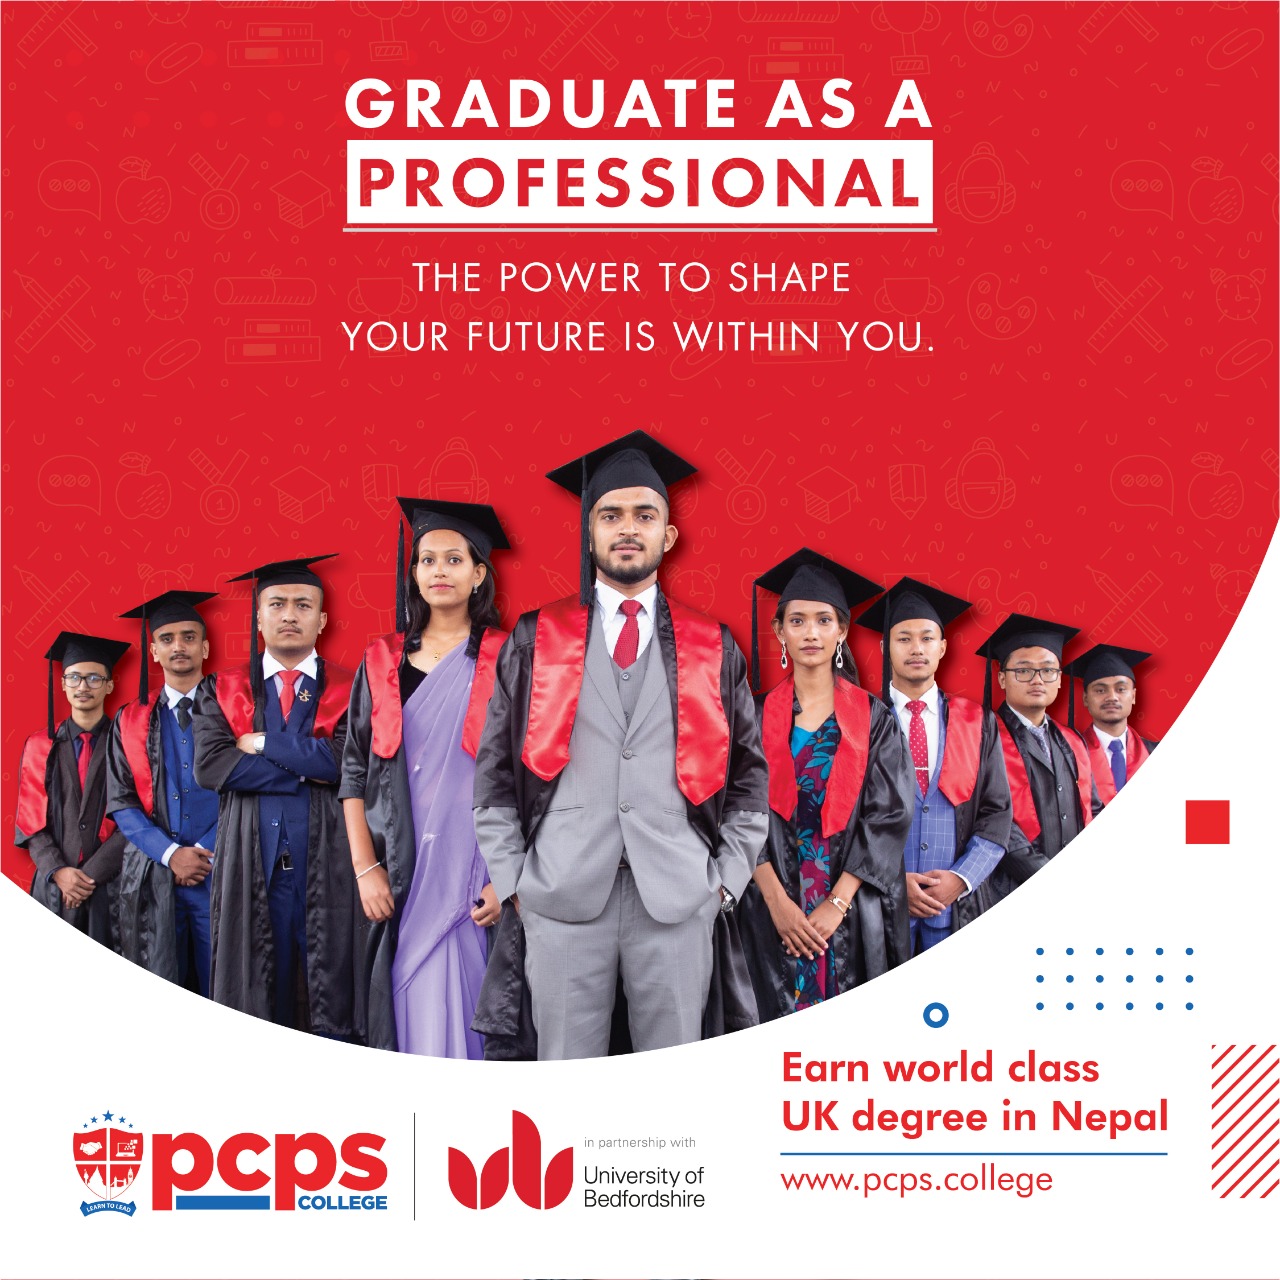 GRADUATE AS A
PROFESSIONAL
THE POWER TO SHAPE
YOUR FUTURE IS WITHIN YOU.
Earn world class
UK degree in Nepal
www.pcps.college
LEARN TO LEAD
pcps
COLLEGE
in partnership with
University of
Bedfordshire